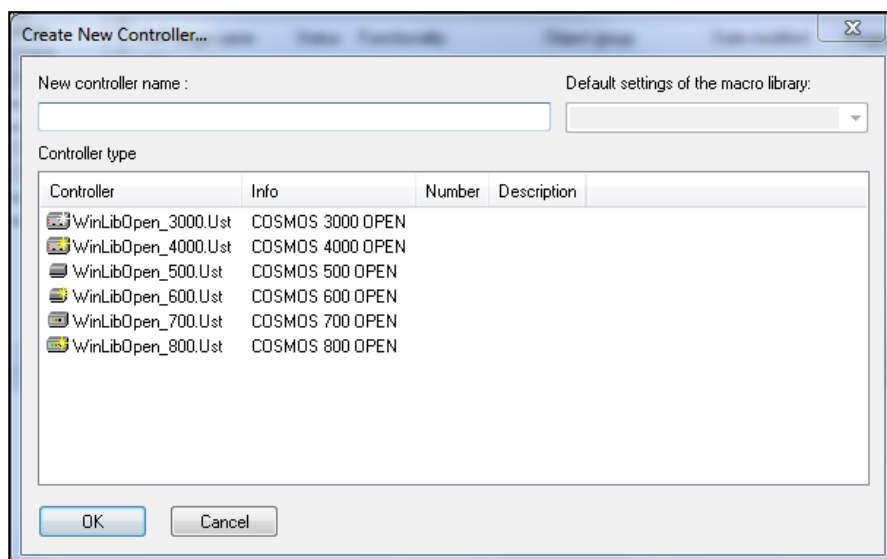 Create New Controller...
New controller name : Default settings of the macro library:
Controller type
Controller Info Number Description
WinLibOpen_3000.Ust COSMOS 3000 OPEN
WinLibOpen_4000.Ust COSMOS 4000 OPEN
WinLibOpen_500.Ust COSMOS 500 OPEN
WinLibOpen_600.Ust COSMOS 600 OPEN
WinLibOpen_700.Ust COSMOS 700 OPEN
WinLibOpen_800.Ust COSMOS 800 OPEN
OK Cancel